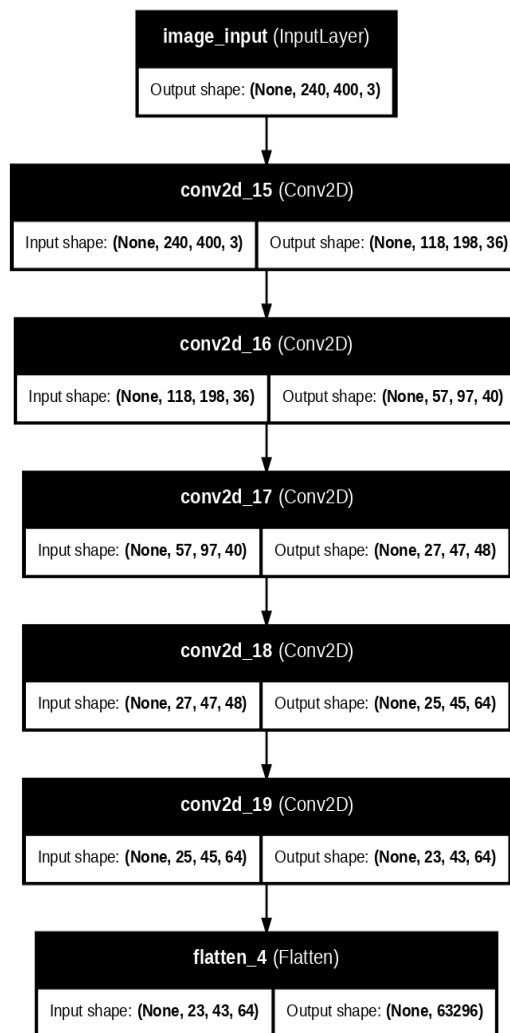 image_input (InputLayer)
Output shape: (None, 240, 400, 3)
conv2d_15 (Conv2D)
Input shape: (None, 240, 400, 3) Output shape: (None, 118, 198, 36)
conv2d_16 (Conv2D)
Input shape: (None, 118, 198, 36) Output shape: (None, 57, 97, 40)
conv2d_17 (Conv2D)
Input shape: (None, 57, 97, 40) Output shape: (None, 27, 47, 48)
conv2d_18 (Conv2D)
Input shape: (None, 27, 47, 48) Output shape: (None, 25, 45, 64)
conv2d_19 (Conv2D)
Input shape: (None, 25, 45, 64) Output shape: (None, 23, 43, 64)
flatten_4 (Flatten)
Input shape: (None, 23, 43, 64) Output shape: (None, 63296)